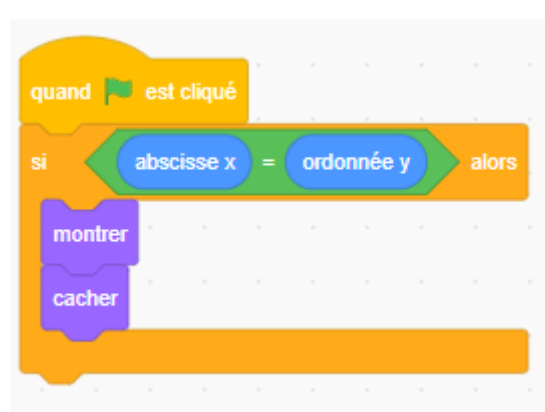 quand est cliqué
si abscisse x = ordonnée y alors
montrer
cacher